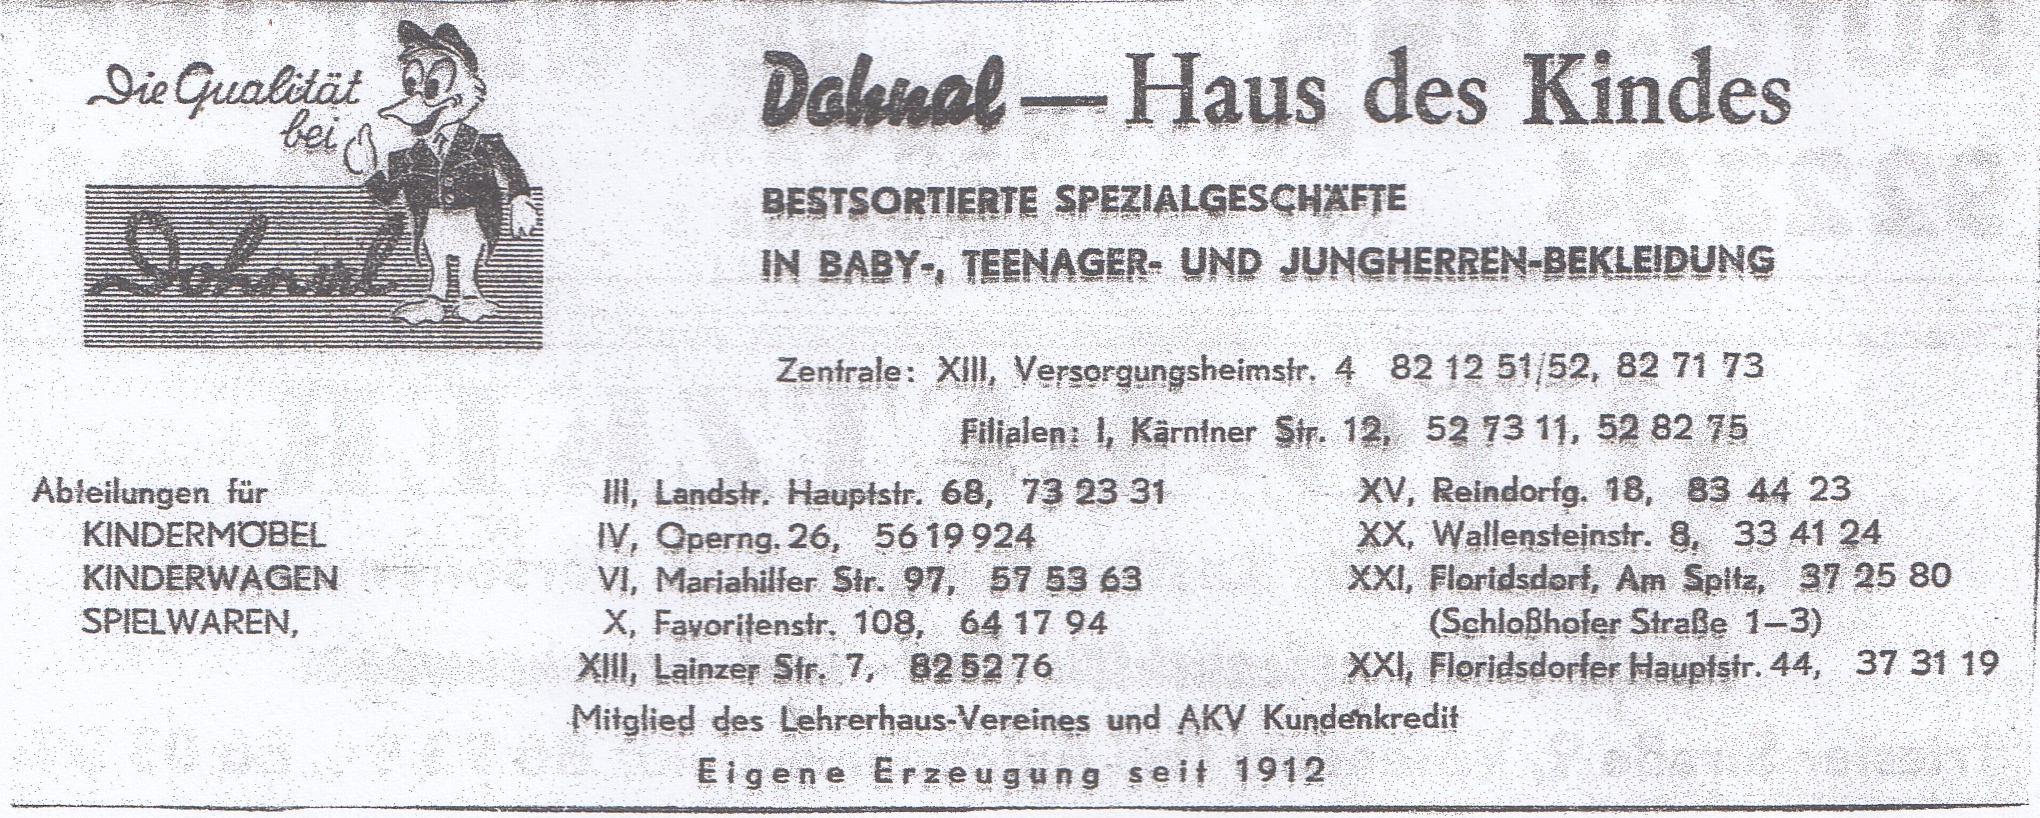 Die Qualität
bei
Dohnal
Dohnal — Haus des Kindes
BESTSORTIERTE SPEZIALGESCHÄFTE
IN BABY-, TEENAGER- UND JUNGHERREN-BEKLEIDUNG
Zentrale: XIII, Versorgungsheimstr. 4 82 12 51/52, 82 71 73
Filialen: I, Kärntner Str. 12, 52 73 11, 52 82 75
Abteilungen für
KINDERMÖBEL
KINDERWAGEN
SPIELWAREN,
III, Landstr. Hauptstr. 68, 73 23 31
IV, Operng. 26, 56 19 924
VI, Mariahilfer Str. 97, 57 53 63
X, Favoritenstr. 108, 64 17 94
XIII, Lainzer Str. 7, 82 52 76
XV, Reindorfg. 18, 83 44 23
XX, Wallensteinstr. 8, 33 41 24
XXI, Floridsdorf, Am Spitz, 37 25 80
(Schloßhofer Straße 1–3)
XXI, Floridsdorfer Hauptstr. 44, 37 31 19
Mitglied des Lehrerhaus-Vereines und AKV Kundenkredit
Eigene Erzeugung seit 1912